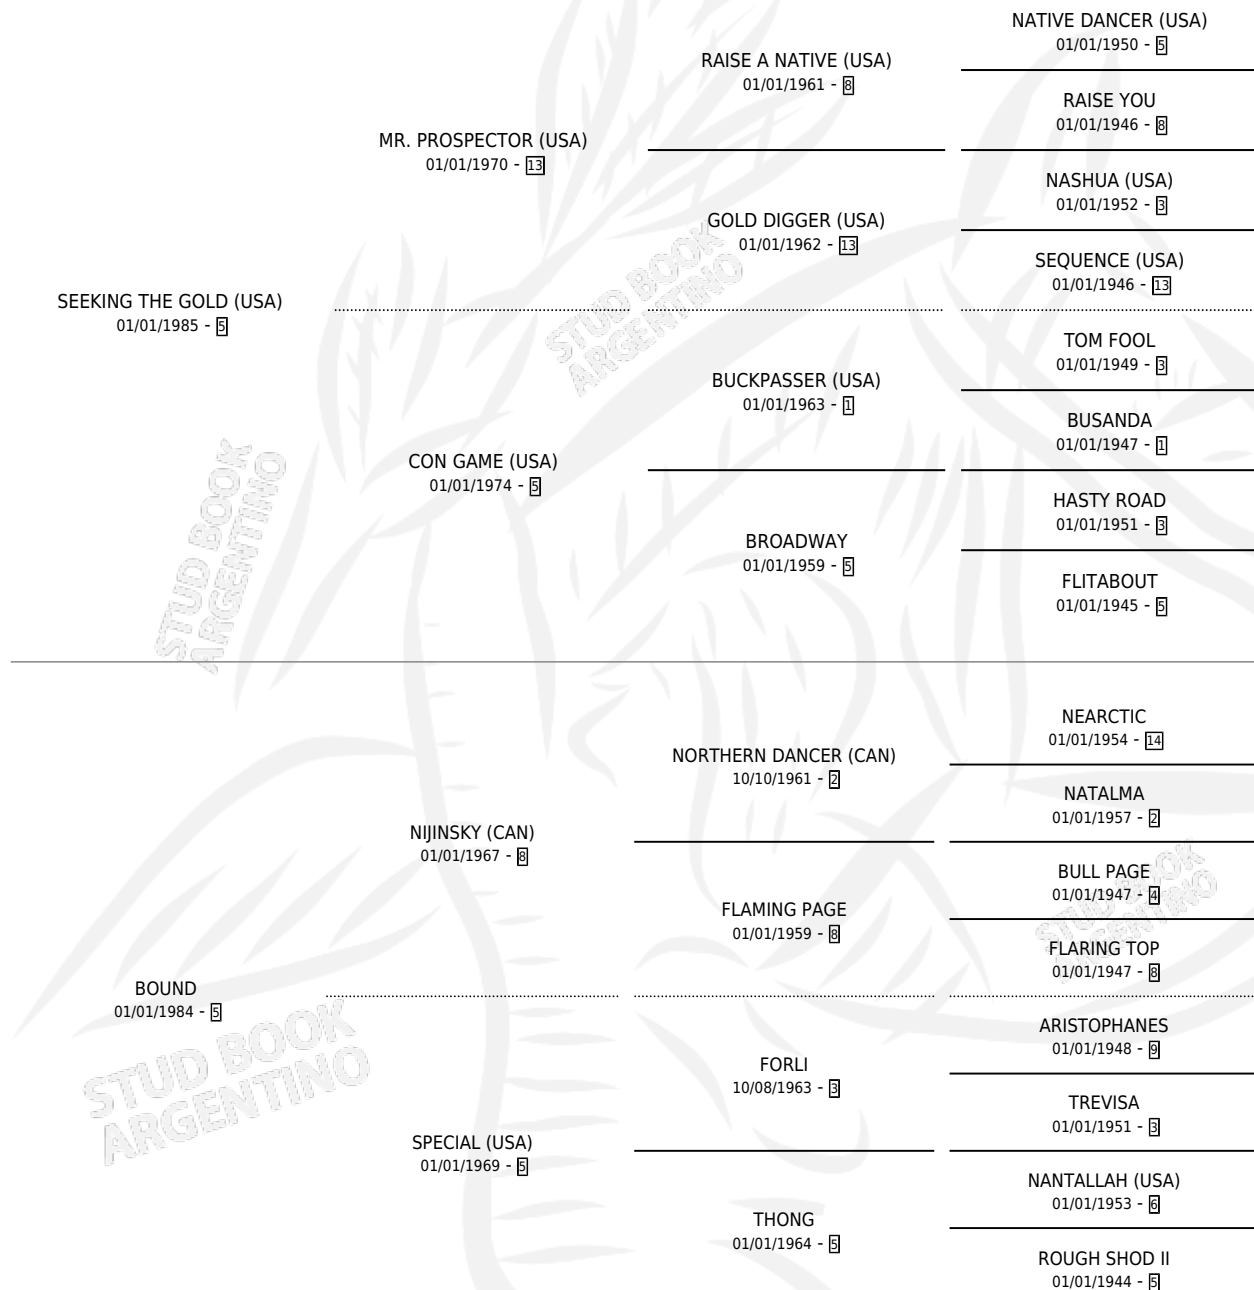 NATIVE DANCER (USA)
01/01/1950 - 5
RAISE A NATIVE (USA)
01/01/1961 - 8
RAISE YOU
01/01/1946 - 8
MR. PROSPECTOR (USA)
01/01/1970 - 13
NASHUA (USA)
01/01/1952 - 3
GOLD DIGGER (USA)
01/01/1962 - 13
SEQUENCE (USA)
01/01/1946 - 13
SEEKING THE GOLD (USA)
01/01/1985 - 5
TOM FOOL
01/01/1949 - 3
BUCKPASSER (USA)
01/01/1963 - 1
BUSANDA
01/01/1947 - 1
CON GAME (USA)
01/01/1974 - 5
HASTY ROAD
01/01/1951 - 3
BROADWAY
01/01/1959 - 5
FLITABOUT
01/01/1945 - 5
NEARCTIC
01/01/1954 - 14
NORTHERN DANCER (CAN)
10/10/1961 - 2
NATALMA
01/01/1957 - 2
NIJINSKY (CAN)
01/01/1967 - 8
BULL PAGE
01/01/1947 - 4
FLAMING PAGE
01/01/1959 - 8
FLARING TOP
01/01/1947 - 8
BOUND
01/01/1984 - 5
ARISTOPHANES
01/01/1948 - 9
FORLI
10/08/1963 - 3
TREVISA
01/01/1951 - 3
SPECIAL (USA)
01/01/1969 - 5
NANTALLAH (USA)
01/01/1953 - 6
THONG
01/01/1964 - 5
ROUGH SHOD II
01/01/1944 - 5
STUD BOOK
ARGENTINO
STUD BOOK
ARGENTINO
STUD BOOK
ARGENTINO
STUD BOOK
ARGENTINO